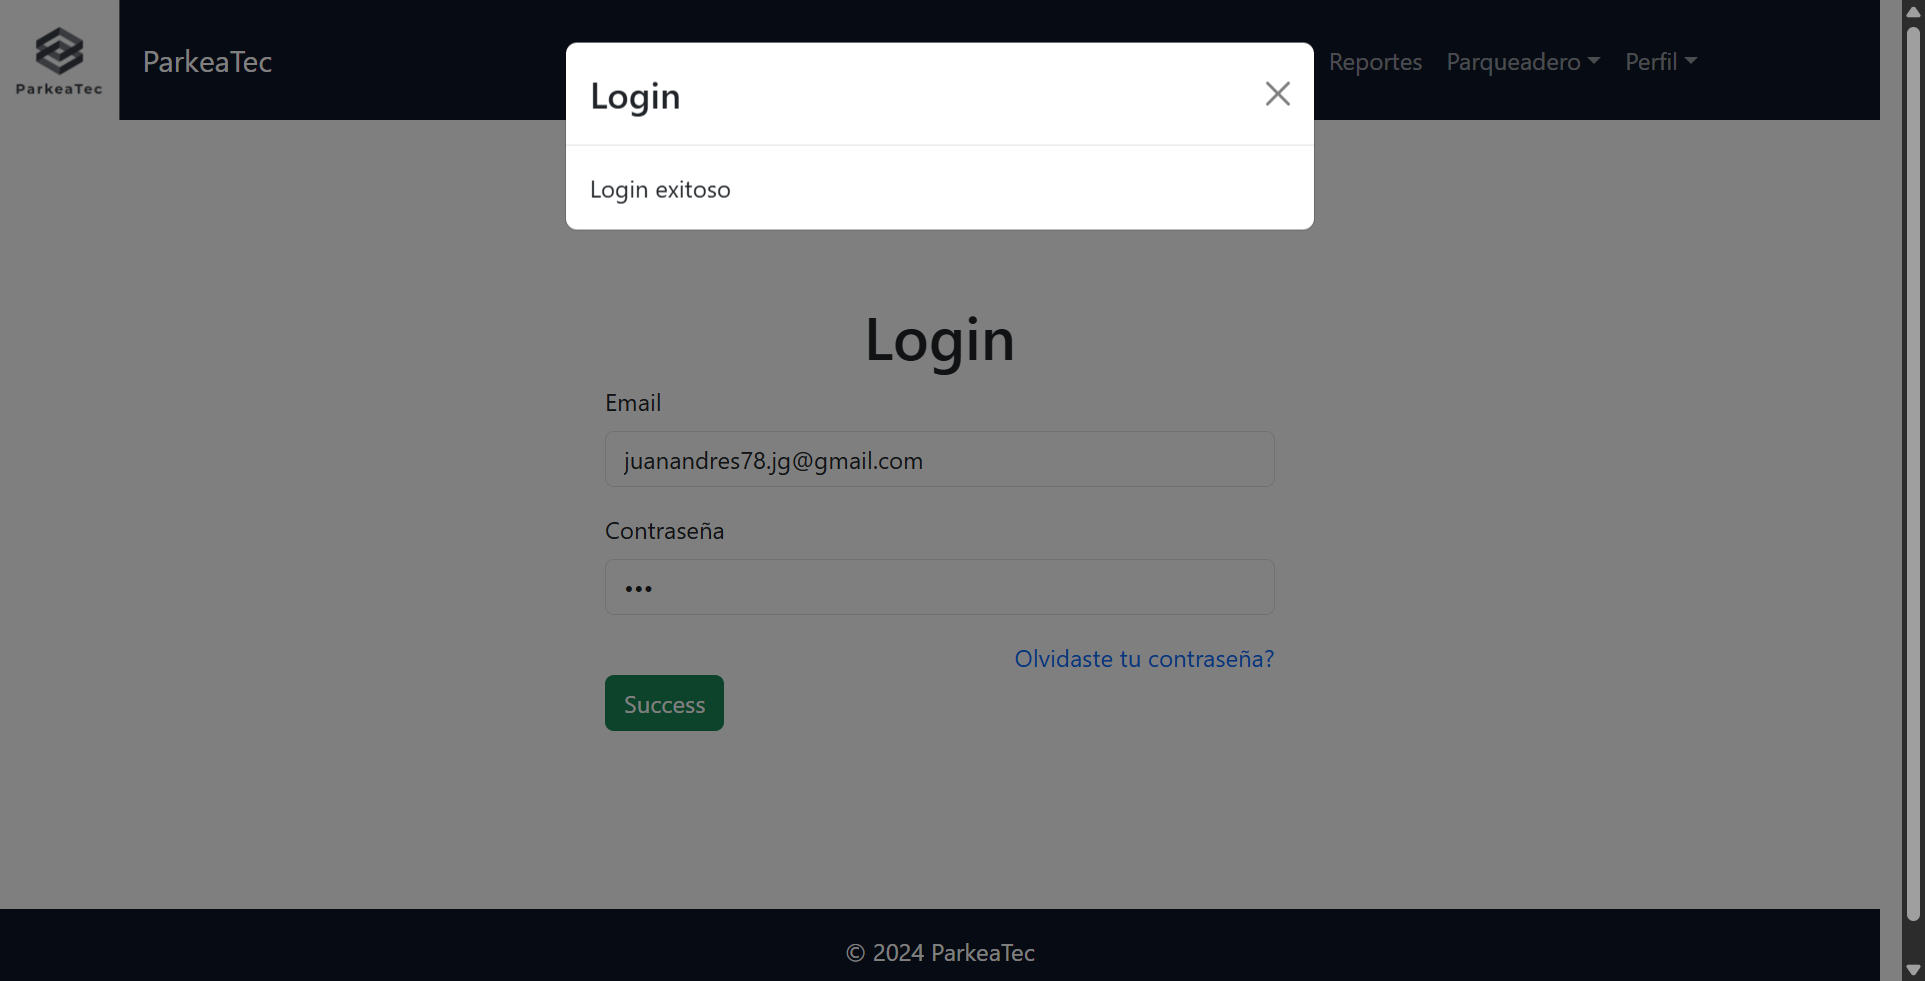 ParkeaTec
ParkeaTec
Reportes
Parqueadero
Perfil
Login
Login exitoso
Login
Email
juanandres78.jg@gmail.com
Contraseña
•••
Olvidaste tu contraseña?
Success
© 2024 ParkeaTec